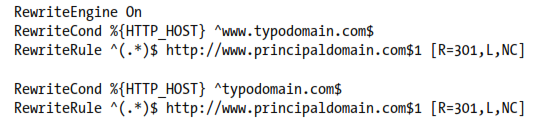 RewriteEngine On
RewriteCond %{HTTP_HOST} ^www.typodomain.com$
RewriteRule ^(.*)$ http://www.principaldomain.com$1 [R=301,L,NC]
RewriteCond %{HTTP_HOST} ^typodomain.com$
RewriteRule ^(.*)$ http://www.principaldomain.com$1 [R=301,L,NC]